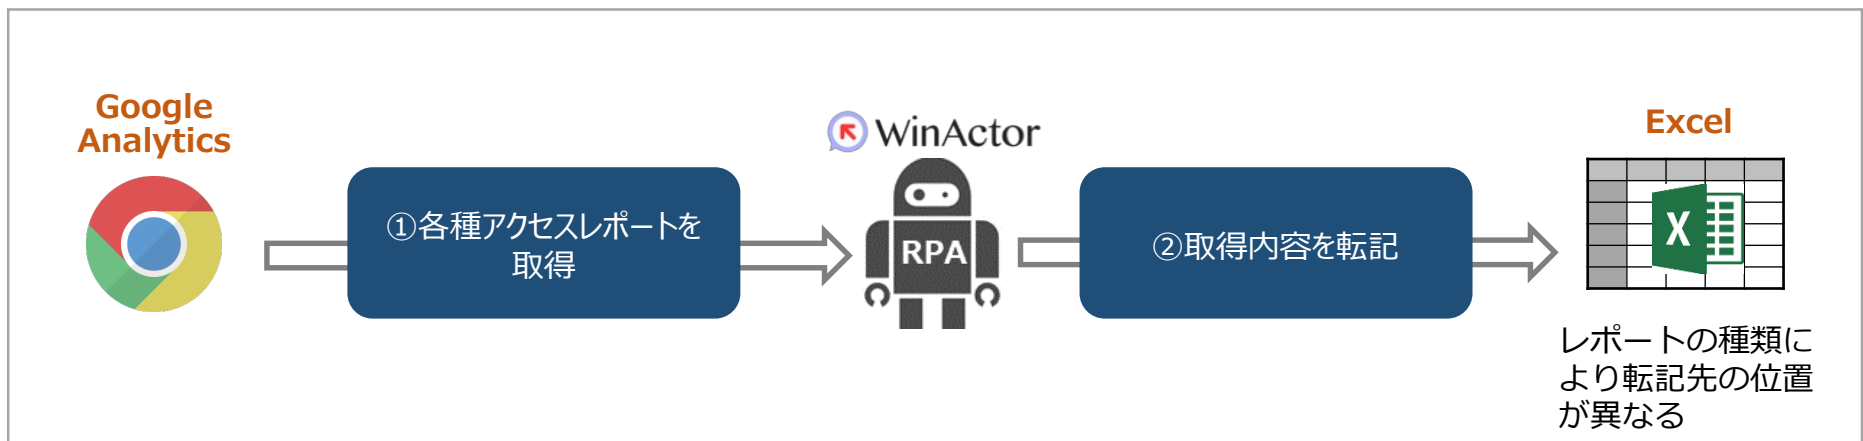 Google
Analytics
①各種アクセスレポートを
取得
WinActor
RPA
②取得内容を転記
Excel
X
レポートの種類に
より転記先の位置
が異なる